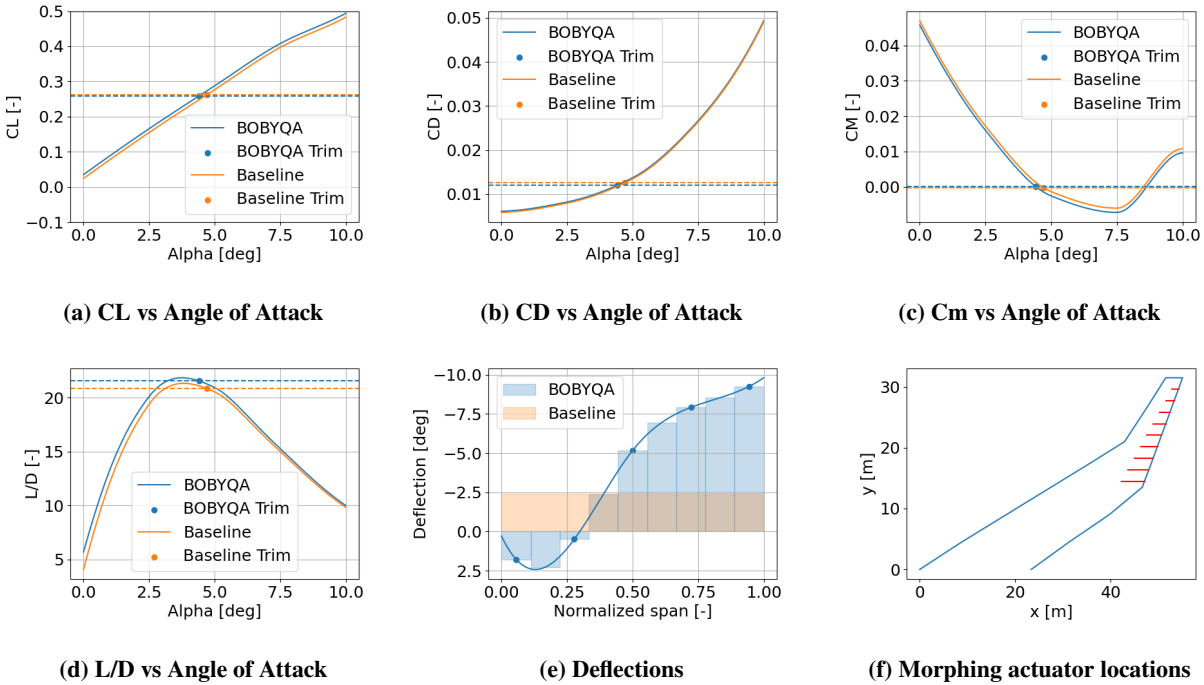 0.5
0.4
0.3
0.2
0.1
0.0
−0.1
CL [-]
BOBYQA
BOBYQA Trim
Baseline
Baseline Trim
0.0 2.5 5.0 7.5 10.0
Alpha [deg]
(a) CL vs Angle of Attack
0.05
0.04
0.03
0.02
0.01
CD [-]
BOBYQA
BOBYQA Trim
Baseline
Baseline Trim
0.0 2.5 5.0 7.5 10.0
Alpha [deg]
(b) CD vs Angle of Attack
0.04
0.03
0.02
0.01
0.00
CM [-]
BOBYQA
BOBYQA Trim
Baseline
Baseline Trim
0.0 2.5 5.0 7.5 10.0
Alpha [deg]
(c) Cm vs Angle of Attack
20
15
10
5
L/D [-]
BOBYQA
BOBYQA Trim
Baseline
Baseline Trim
0.0 2.5 5.0 7.5 10.0
Alpha [deg]
(d) L/D vs Angle of Attack
−10.0
−7.5
−5.0
−2.5
0.0
2.5
Deflection [deg]
BOBYQA
Baseline
0.00 0.25 0.50 0.75 1.00
Normalized span [-]
(e) Deflections
30
20
10
0
y [m]
0 20 40
x [m]
(f) Morphing actuator locations